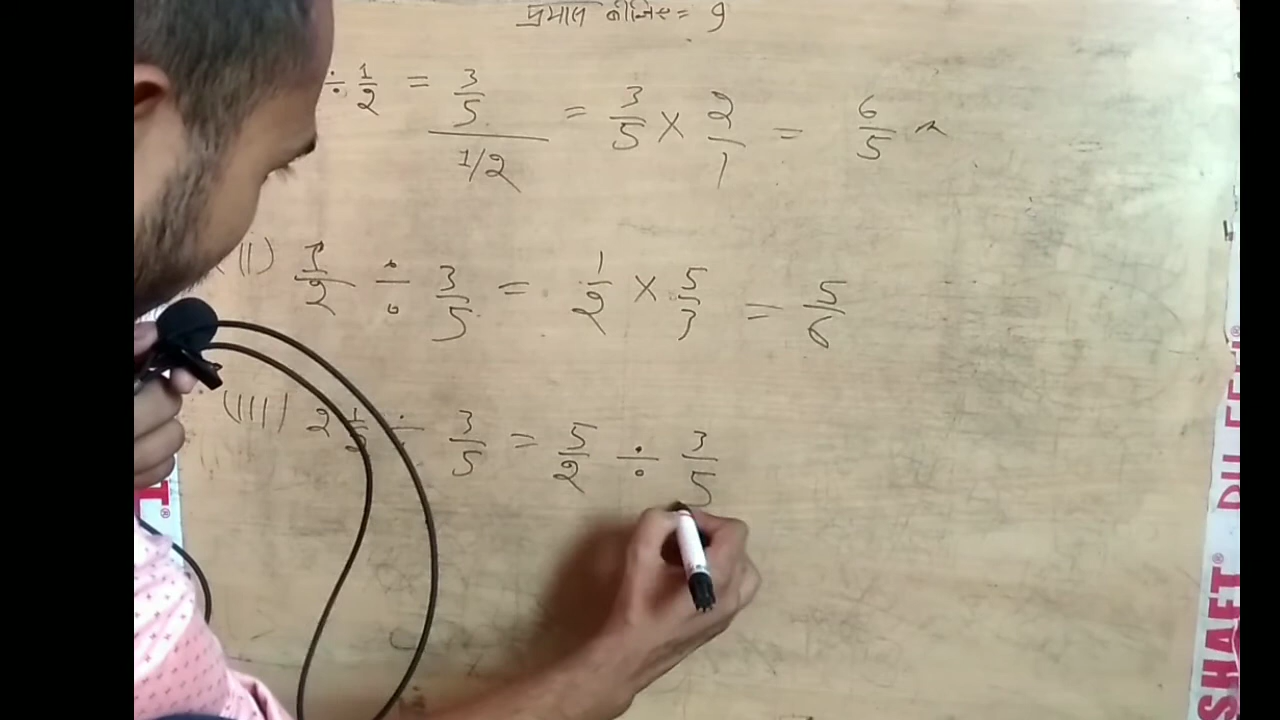 प्रयास कीजिए = 9
÷ 1/2 = 3/5 / 1/2 = 3/5 × 2/1 = 6/5
(II) 1/2 ÷ 3/5 = 1/2 × 5/3 = 5/6
(III) 2 1/2 ÷ 3/5 = 5/2 ÷ 3/5
SHAFT